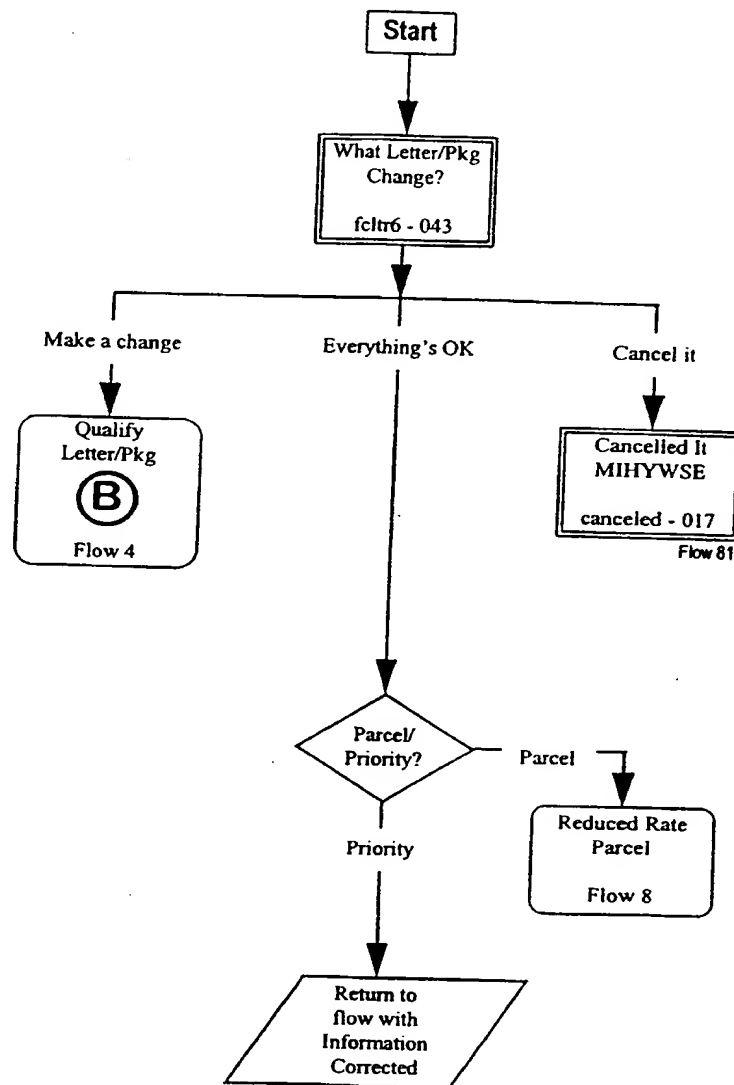 Start
What Letter/Pkg
Change?
fcltr6 - 043
Make a change
Everything's OK
Cancel it
Qualify
Letter/Pkg
B
Flow 4
Cancelled It
MIHYWSE
canceled - 017
Flow 81
Parcel/
Priority?
Parcel
Priority
Reduced Rate
Parcel
Flow 8
Return to
flow with
Information
Corrected